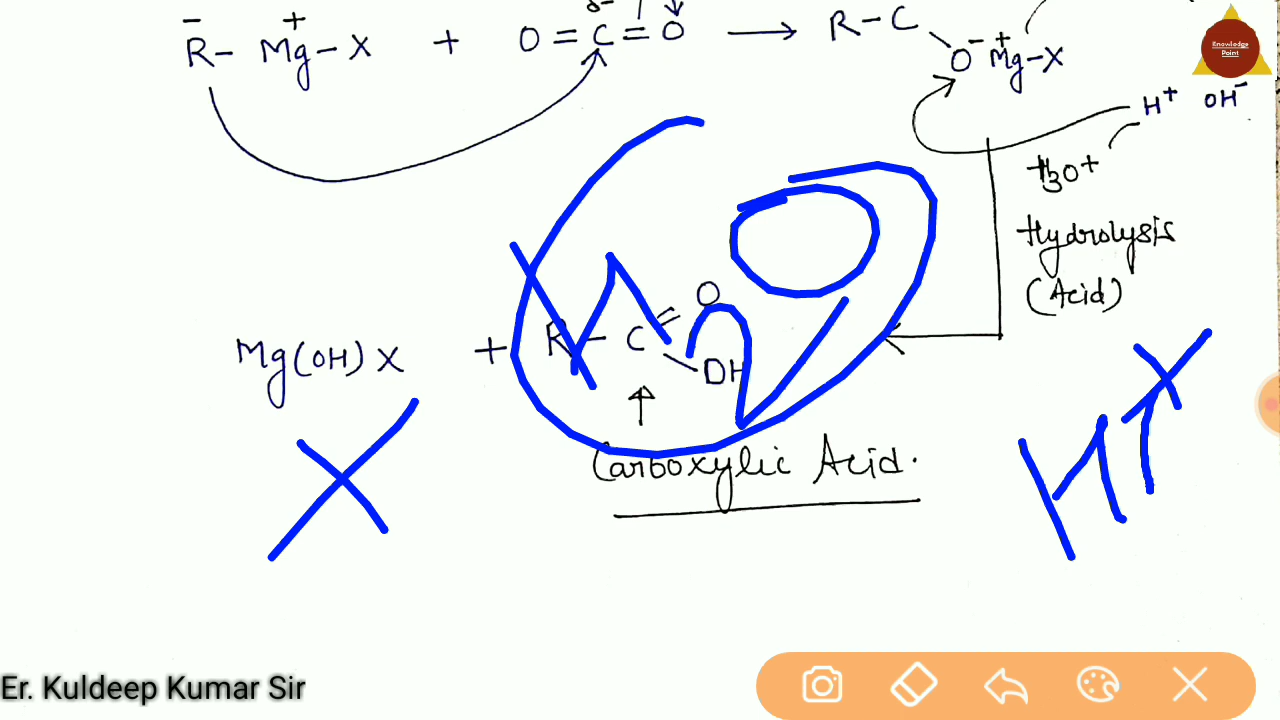 R̄- Mg⁺-X + O=C=O → R-C
δ-
O⁻ Mg⁺-X
Knowledge
Point
H⁺ OH⁻
H3O+
Hydrolysis
(Acid)
Mg(OH)X + R-C=O
-OH
↑
Carboxylic Acid.
Er. Kuldeep Kumar Sir